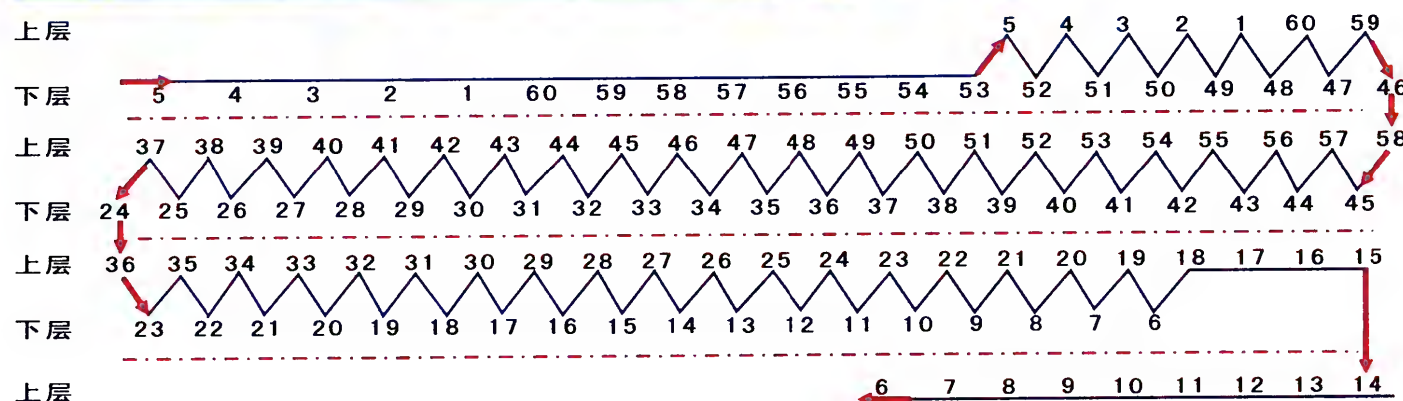 上层 5 4 3 2 1 60 59
下层 5 4 3 2 1 60 59 58 57 56 55 54 53 52 51 50 49 48 47 46
上层 37 38 39 40 41 42 43 44 45 46 47 48 49 50 51 52 53 54 55 56 57 58
下层 24 25 26 27 28 29 30 31 32 33 34 35 36 37 38 39 40 41 42 43 44 45
上层 36 35 34 33 32 31 30 29 28 27 26 25 24 23 22 21 20 19 18 17 16 15
下层 23 22 21 20 19 18 17 16 15 14 13 12 11 10 9 8 7 6
上层 6 7 8 9 10 11 12 13 14